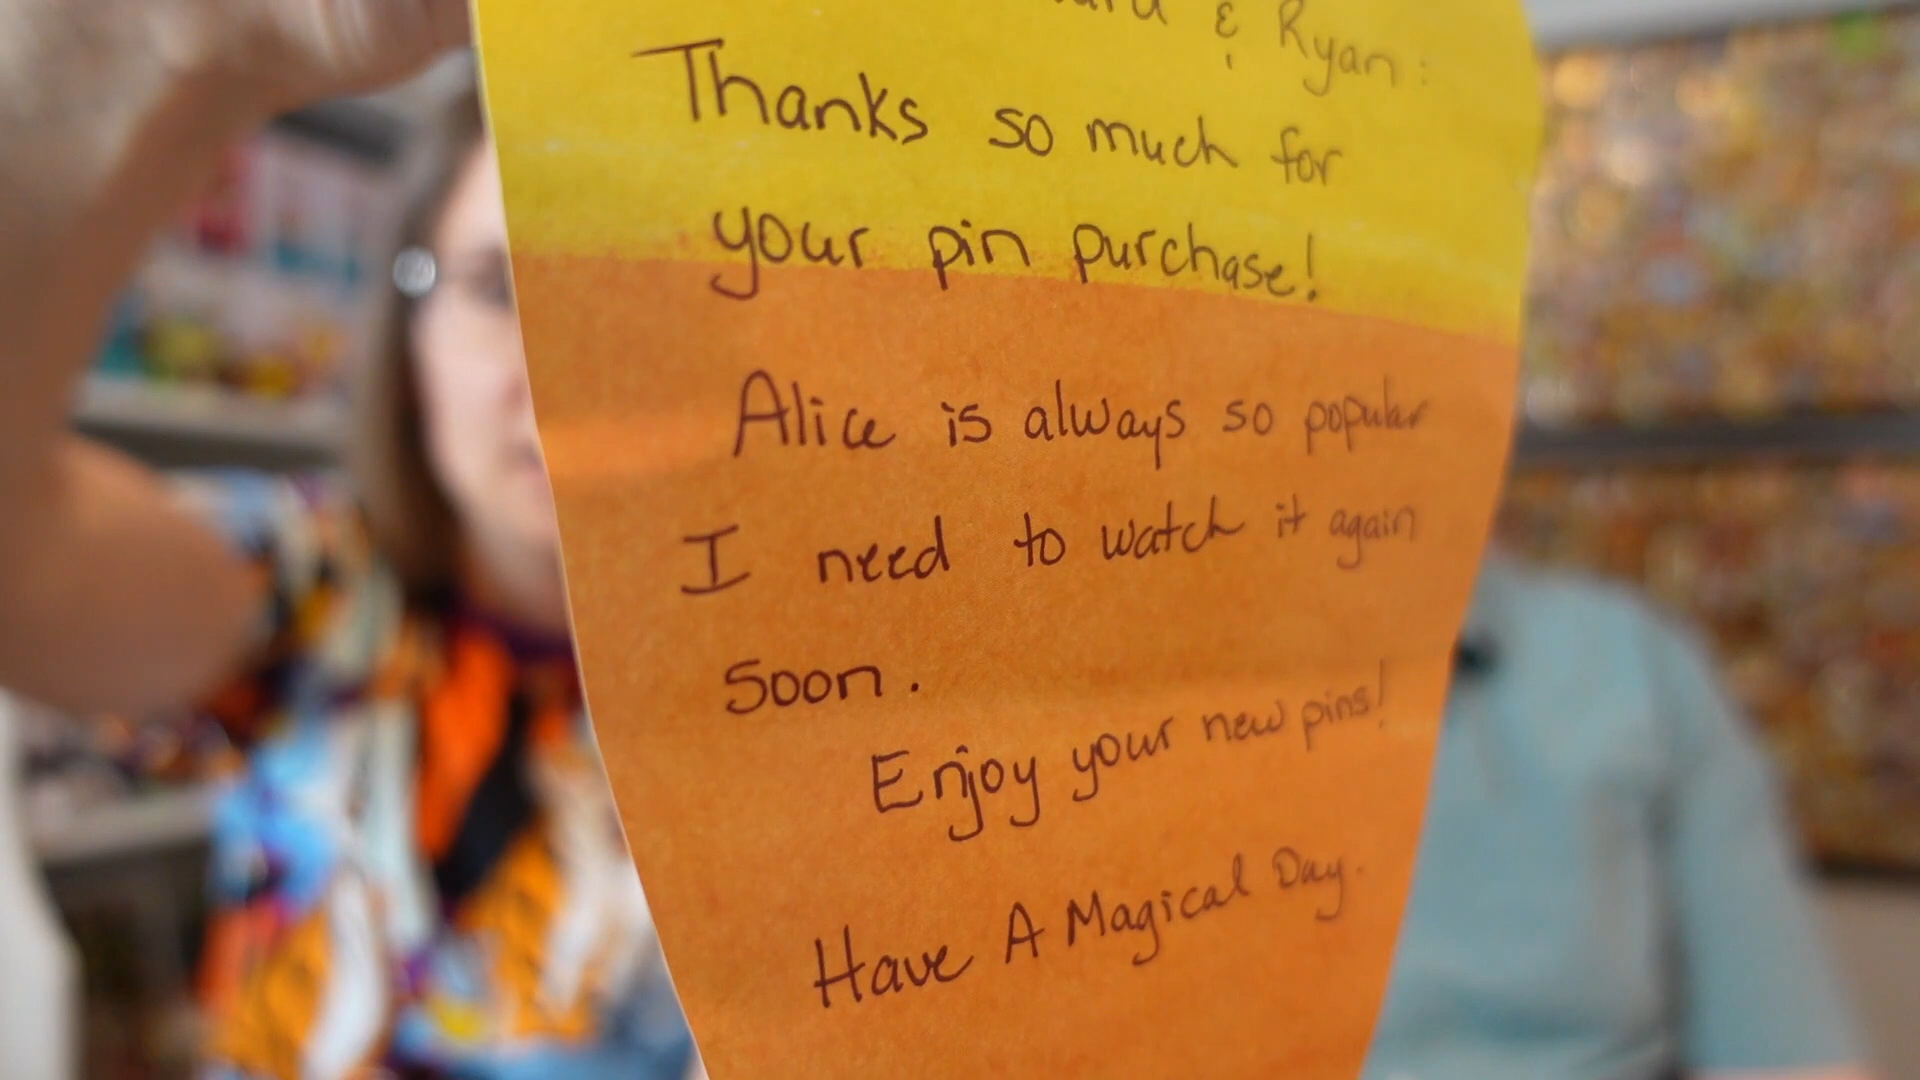 & Ryan:
Thanks so much for
your pin purchase!
Alice is always so popular
I need to watch it again
soon.
Enjoy your new pins!
Have A Magical Day.